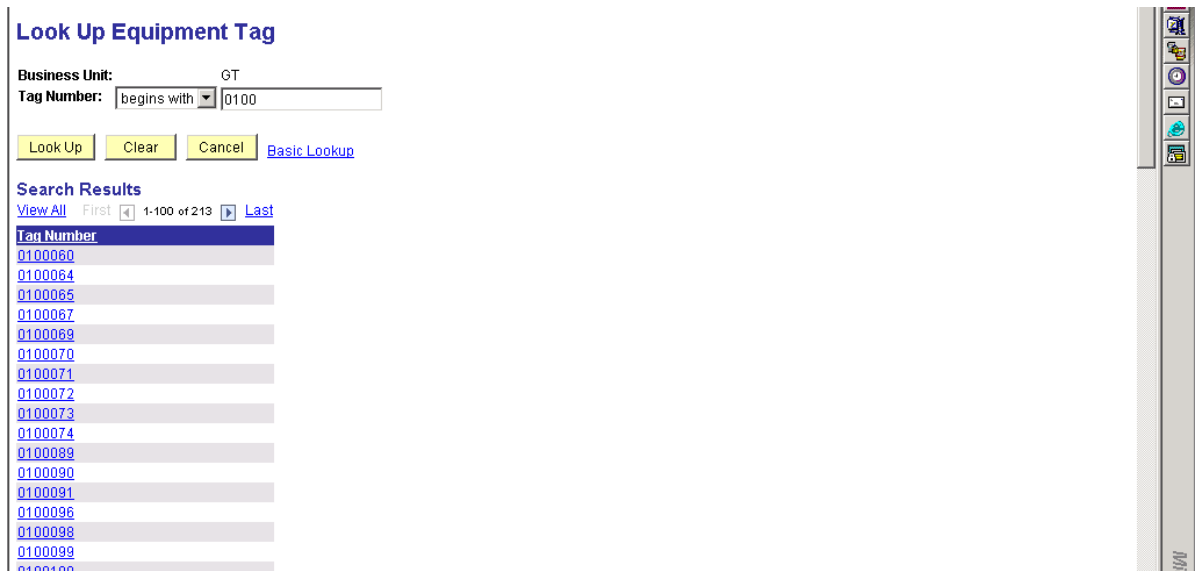 Look Up Equipment Tag
Business Unit: GT
Tag Number: begins with 0100
Look Up Clear Cancel Basic Lookup
Search Results
View All First 1-100 of 213 Last
Tag Number
0100060
0100064
0100065
0100067
0100069
0100070
0100071
0100072
0100073
0100074
0100089
0100090
0100091
0100096
0100098
0100099